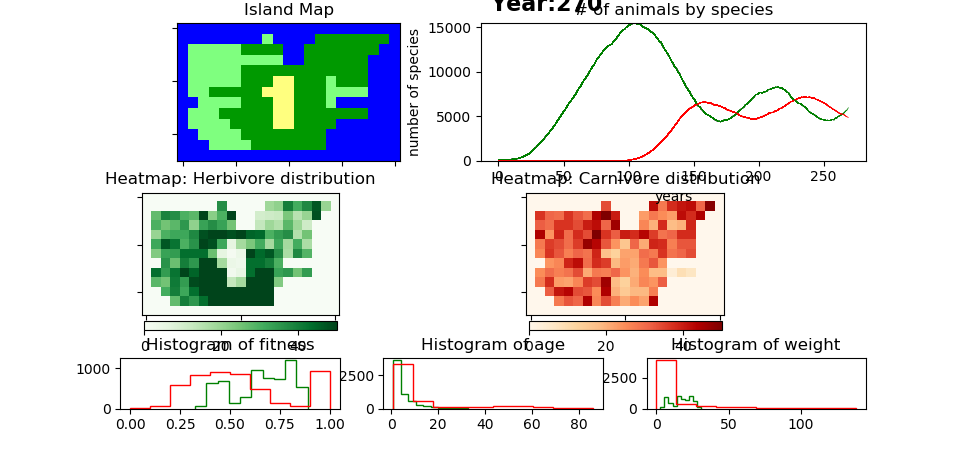 Year:270
Island Map
# of animals by species
number of species
15000
10000
5000
0
0 50 100 150 200 250
years
Heatmap: Herbivore distribution
Heatmap: Carnivore distribution
0 20 40
0 20 40
Histogram of fitness
Histogram of age
Histogram of weight
1000
0
0.00 0.25 0.50 0.75 1.00
2500
0
0 20 40 60 80
2500
0
0 50 100